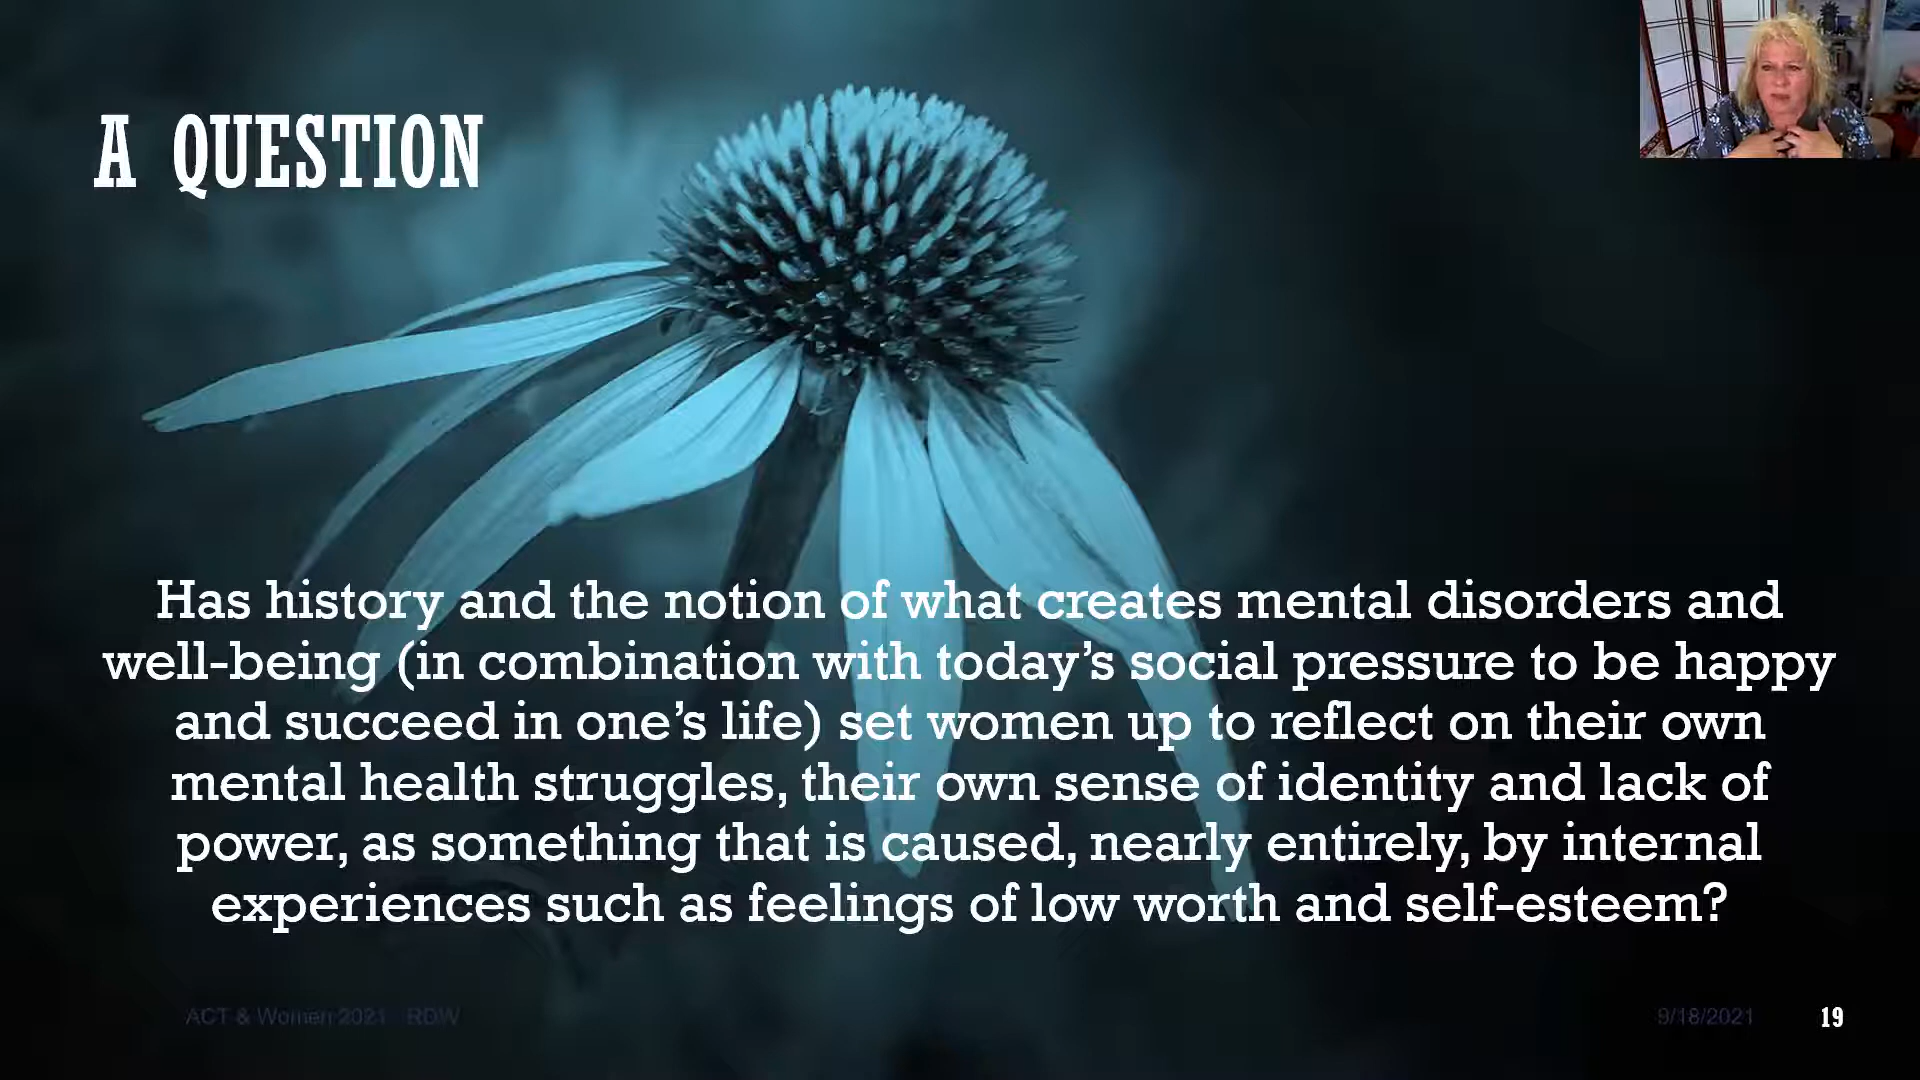 A QUESTION
Has history and the notion of what creates mental disorders and
well-being (in combination with today's social pressure to be happy
and succeed in one's life) set women up to reflect on their own
mental health struggles, their own sense of identity and lack of
power, as something that is caused, nearly entirely, by internal
experiences such as feelings of low worth and self-esteem?
ACT & Women 2021 RDW
9/18/2021
19